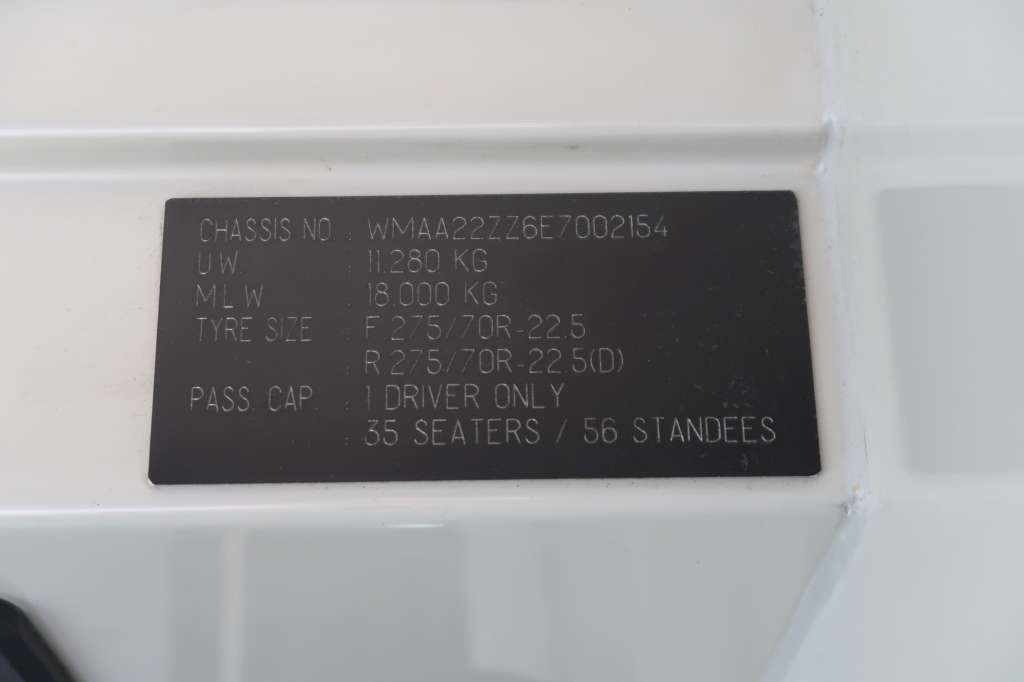 CHASSIS NO. : WMAA22ZZ6E7002154
U.W. : 11.280 KG
M.L.W : 18.000 KG
TYRE SIZE : F.275/70R-22.5
: R.275/70R-22.5(D)
PASS. CAP. : 1 DRIVER ONLY
: 35 SEATERS / 56 STANDEES